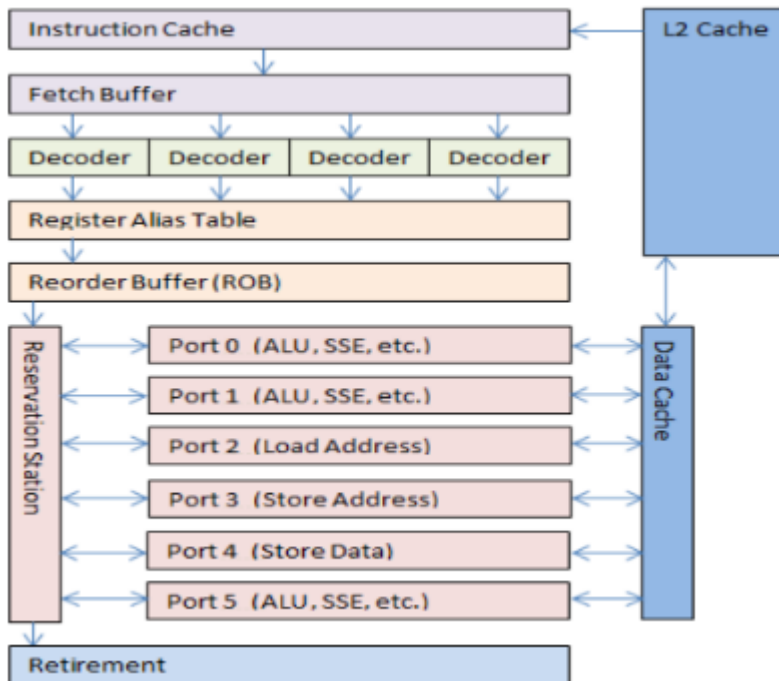 Instruction Cache
L2 Cache
Fetch Buffer
Decoder
Decoder
Decoder
Decoder
Register Alias Table
Reorder Buffer (ROB)
Reservation Station
Port 0 (ALU, SSE, etc.)
Port 1 (ALU, SSE, etc.)
Port 2 (Load Address)
Port 3 (Store Address)
Port 4 (Store Data)
Port 5 (ALU, SSE, etc.)
Data Cache
Retirement